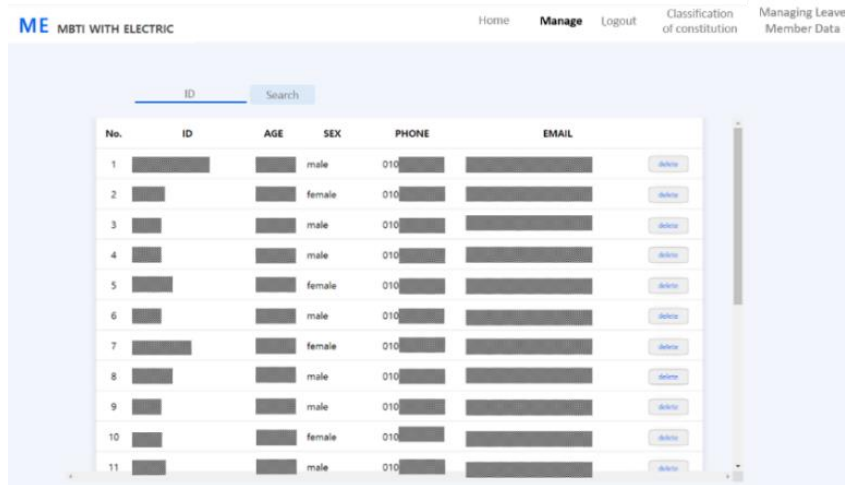 ME MBTI WITH ELECTRIC
Home Manage Logout Classification of constitution Managing Leave Member Data
ID Search
No. ID AGE SEX PHONE EMAIL
1 male 010 delete
2 female 010 delete
3 male 010 delete
4 male 010 delete
5 female 010 delete
6 male 010 delete
7 female 010 delete
8 male 010 delete
9 male 010 delete
10 female 010 delete
11 male 010 delete